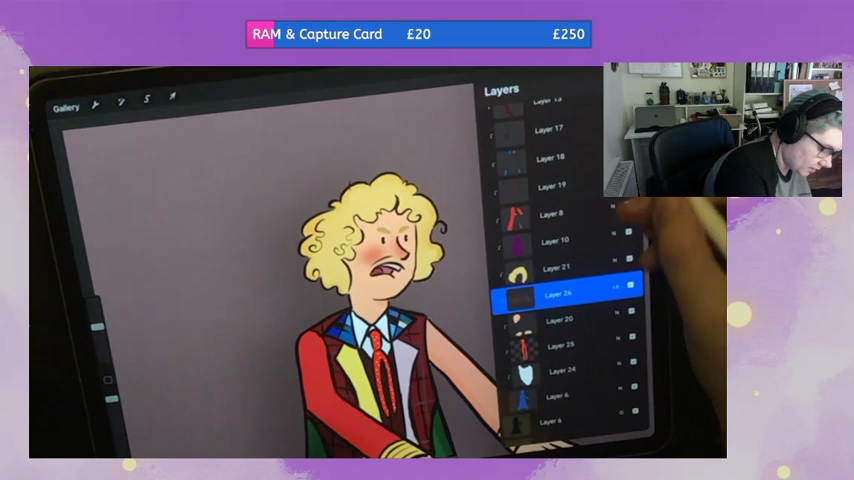 RAM & Capture Card £20 £250
Gallery
Layers
Layer 17
Layer 18
Layer 19
Layer 8
N
Layer 10
N
Layer 21
N
Layer 26
Layer 20
N
Layer 25
N
Layer 24
N
Layer 6
N
Layer 6